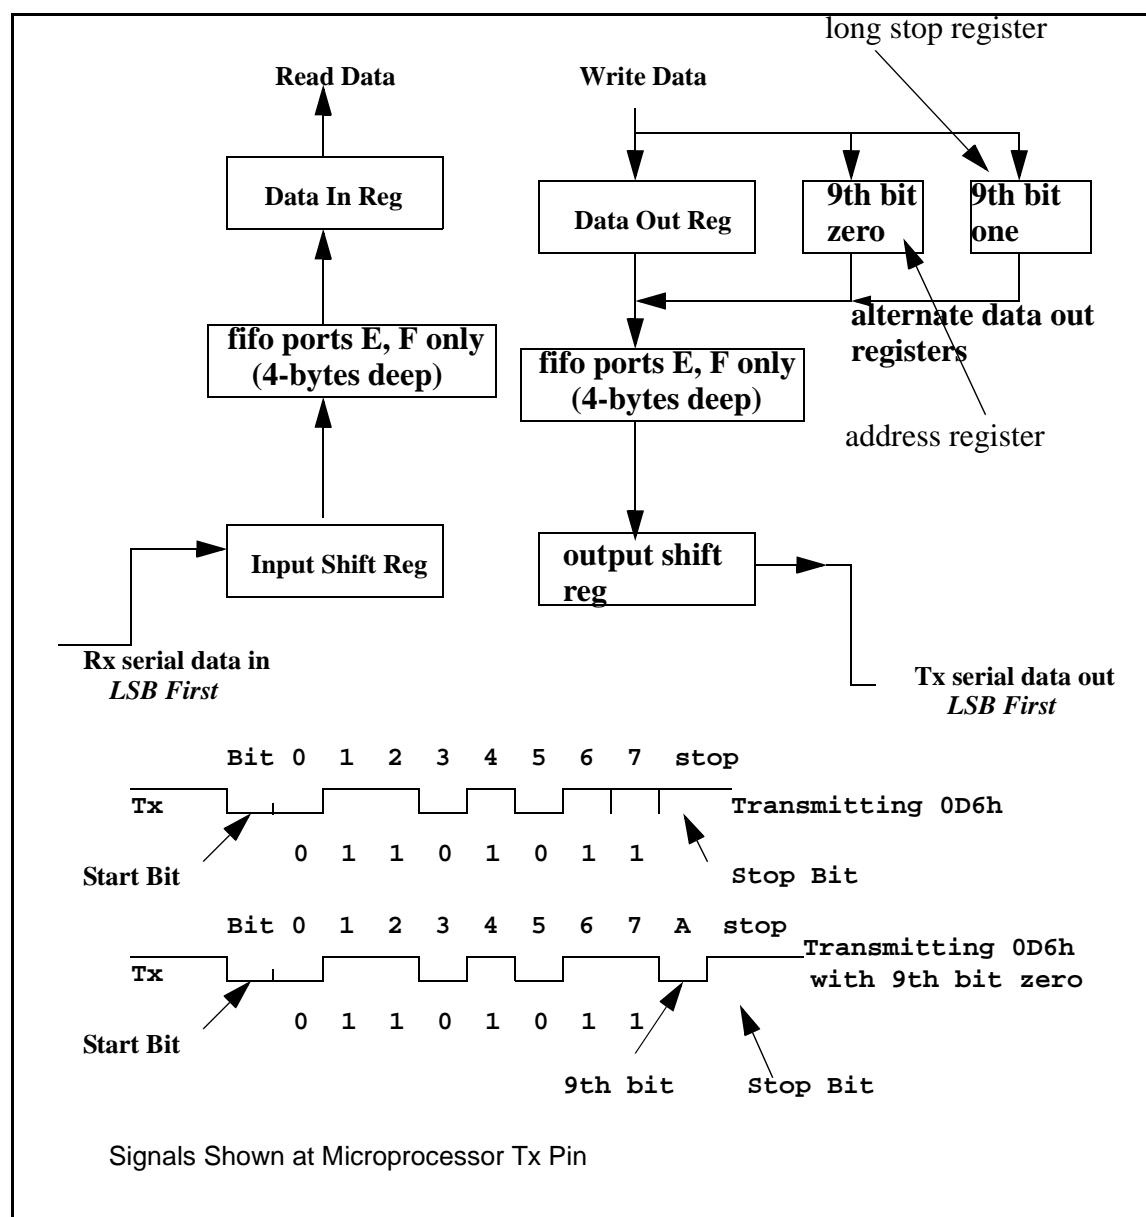 long stop register
Read Data
Write Data
Data In Reg
Data Out Reg
9th bit
zero
9th bit
one
alternate data out
registers
fifo ports E, F only
(4-bytes deep)
fifo ports E, F only
(4-bytes deep)
address register
Input Shift Reg
output shift
reg
Rx serial data in
LSB First
Tx serial data out
LSB First
Bit 0 1 2 3 4 5 6 7 stop
Tx
Transmitting 0D6h
0 1 1 0 1 0 1 1
Start Bit
Stop Bit
Bit 0 1 2 3 4 5 6 7 A stop
Tx
Transmitting 0D6h
with 9th bit zero
0 1 1 0 1 0 1 1
Start Bit
9th bit
Stop Bit
Signals Shown at Microprocessor Tx Pin